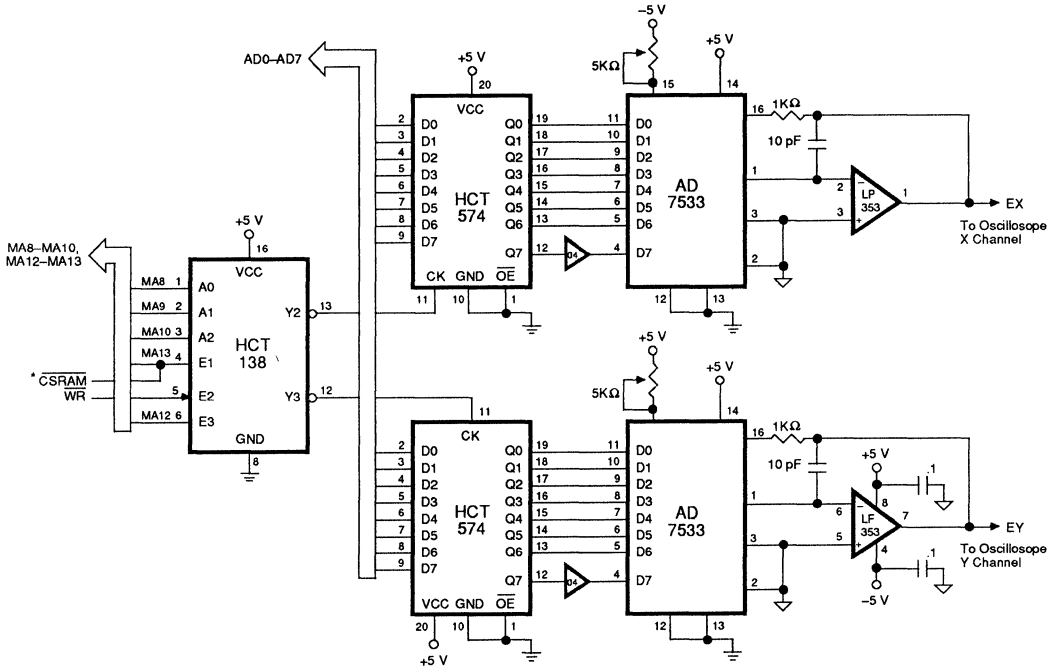 –5 V
+5 V
AD0–AD7
+5 V
5KΩ
15
14
20
VCC
16 1KΩ
2 D0 Q0 19 11 D0
3 D1 Q1 18 10 D1
10 pF
4 D2 Q2 17 9 D2
5 D3 Q3 16 8 D3
1
6 D4 HCT 574 Q4 15 7 D4 AD 7533
7 D5 Q5 14 6 D5
8 D6 Q6 13 5 D6
9 D7
Q7 12 04 4 D7
2 –
LP 353
1
3 +
EX
To Oscillosope
X Channel
3
2
CK GND OE
11 10 1
12 13
+5 V
16
VCC
MA8–MA10,
MA12–MA13
MA8 1 A0
MA9 2 A1
MA10 3 A2
MA13 4 E1
* CSRAM
WR
5 E2
MA12 6 E3
HCT
138
Y2 13
Y3 12
GND
8
+5 V
+5 V
5KΩ
14
11
CK
16 1KΩ
2 D0 Q0 19 11 D0
3 D1 Q1 18 10 D1
10 pF
4 D2 Q2 17 9 D2
5 D3 Q3 16 8 D3
1
6 D4 HCT 574 Q4 15 7 D4 AD 7533
7 D5 Q5 14 6 D5
8 D6 Q6 13 5 D6
9 D7
Q7 12 04 4 D7
+5 V
.1
8
6 –
LF 353
7
5 +
4
.1
–5 V
EY
To Oscillosope
Y Channel
3
2
VCC GND OE
20 10 1
12 13
+5 V